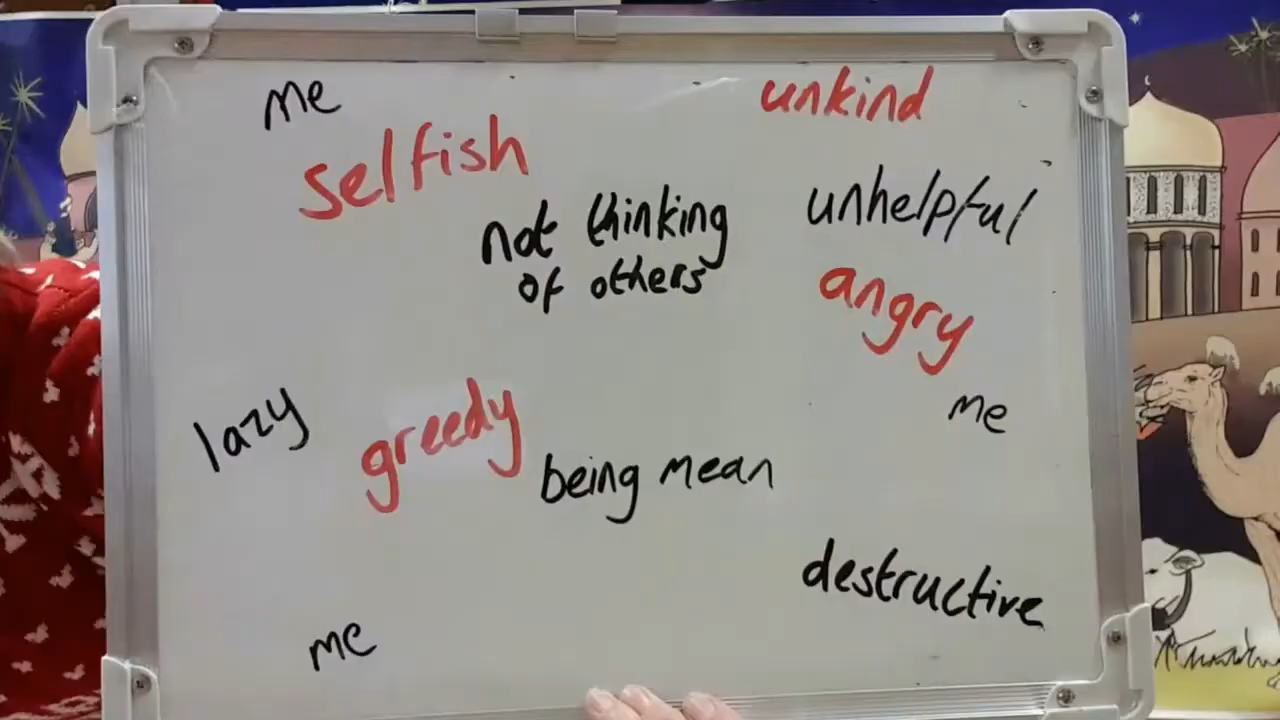 me
unkind
selfish
unhelpful
not thinking
of others
angry
me
lazy
greedy
being mean
destructive
me